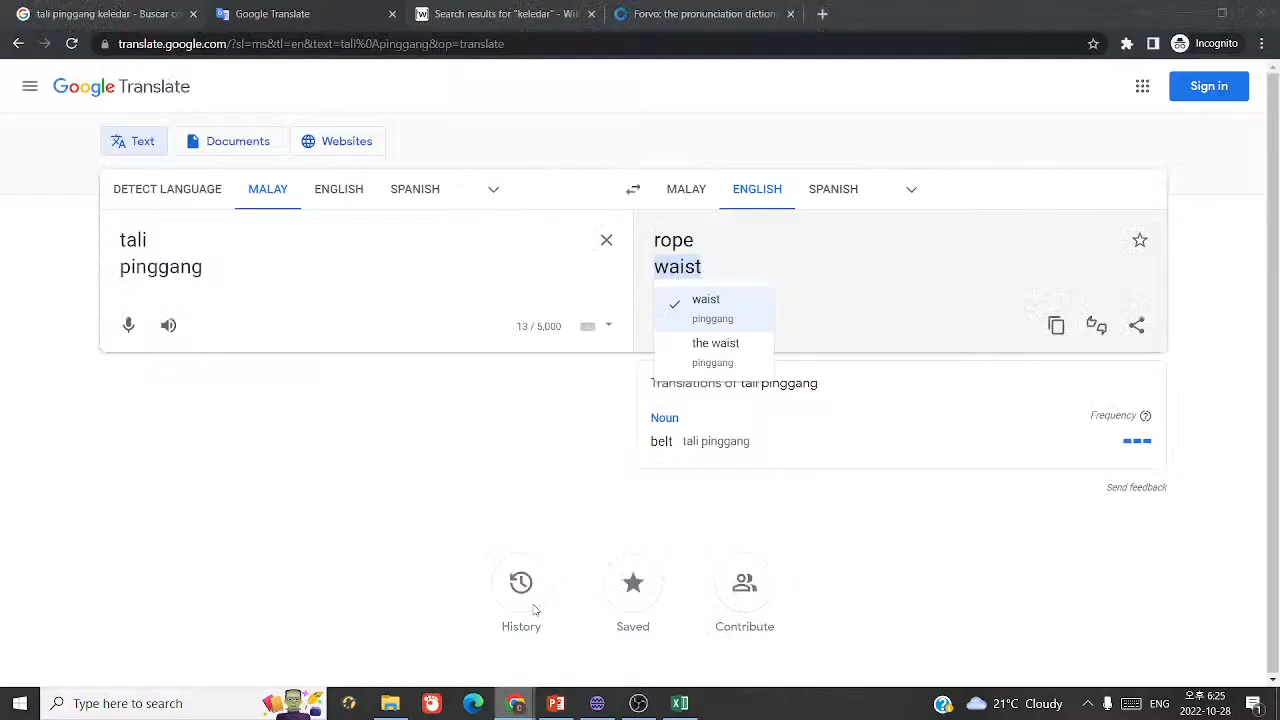 tali pinggang keledar - Buscar co
Google Translate
Search results for "keledar" - Wi
Forvo: the pronunciation dictiona
translate.google.com/?sl=ms&tl=en&text=tali%0Apinggang&op=translate
Incognito
Google Translate
Sign in
Text
Documents
Websites
DETECT LANGUAGE
MALAY
ENGLISH
SPANISH
MALAY
ENGLISH
SPANISH
tali
pinggang
rope
waist
waist
pinggang
the waist
pinggang
13 / 5,000
Translations of tali pinggang
Noun
Frequency
belt
tali pinggang
Send feedback
History
Saved
Contribute
Type here to search
21°C Cloudy
ENG
오후 6:25
2022-10-28